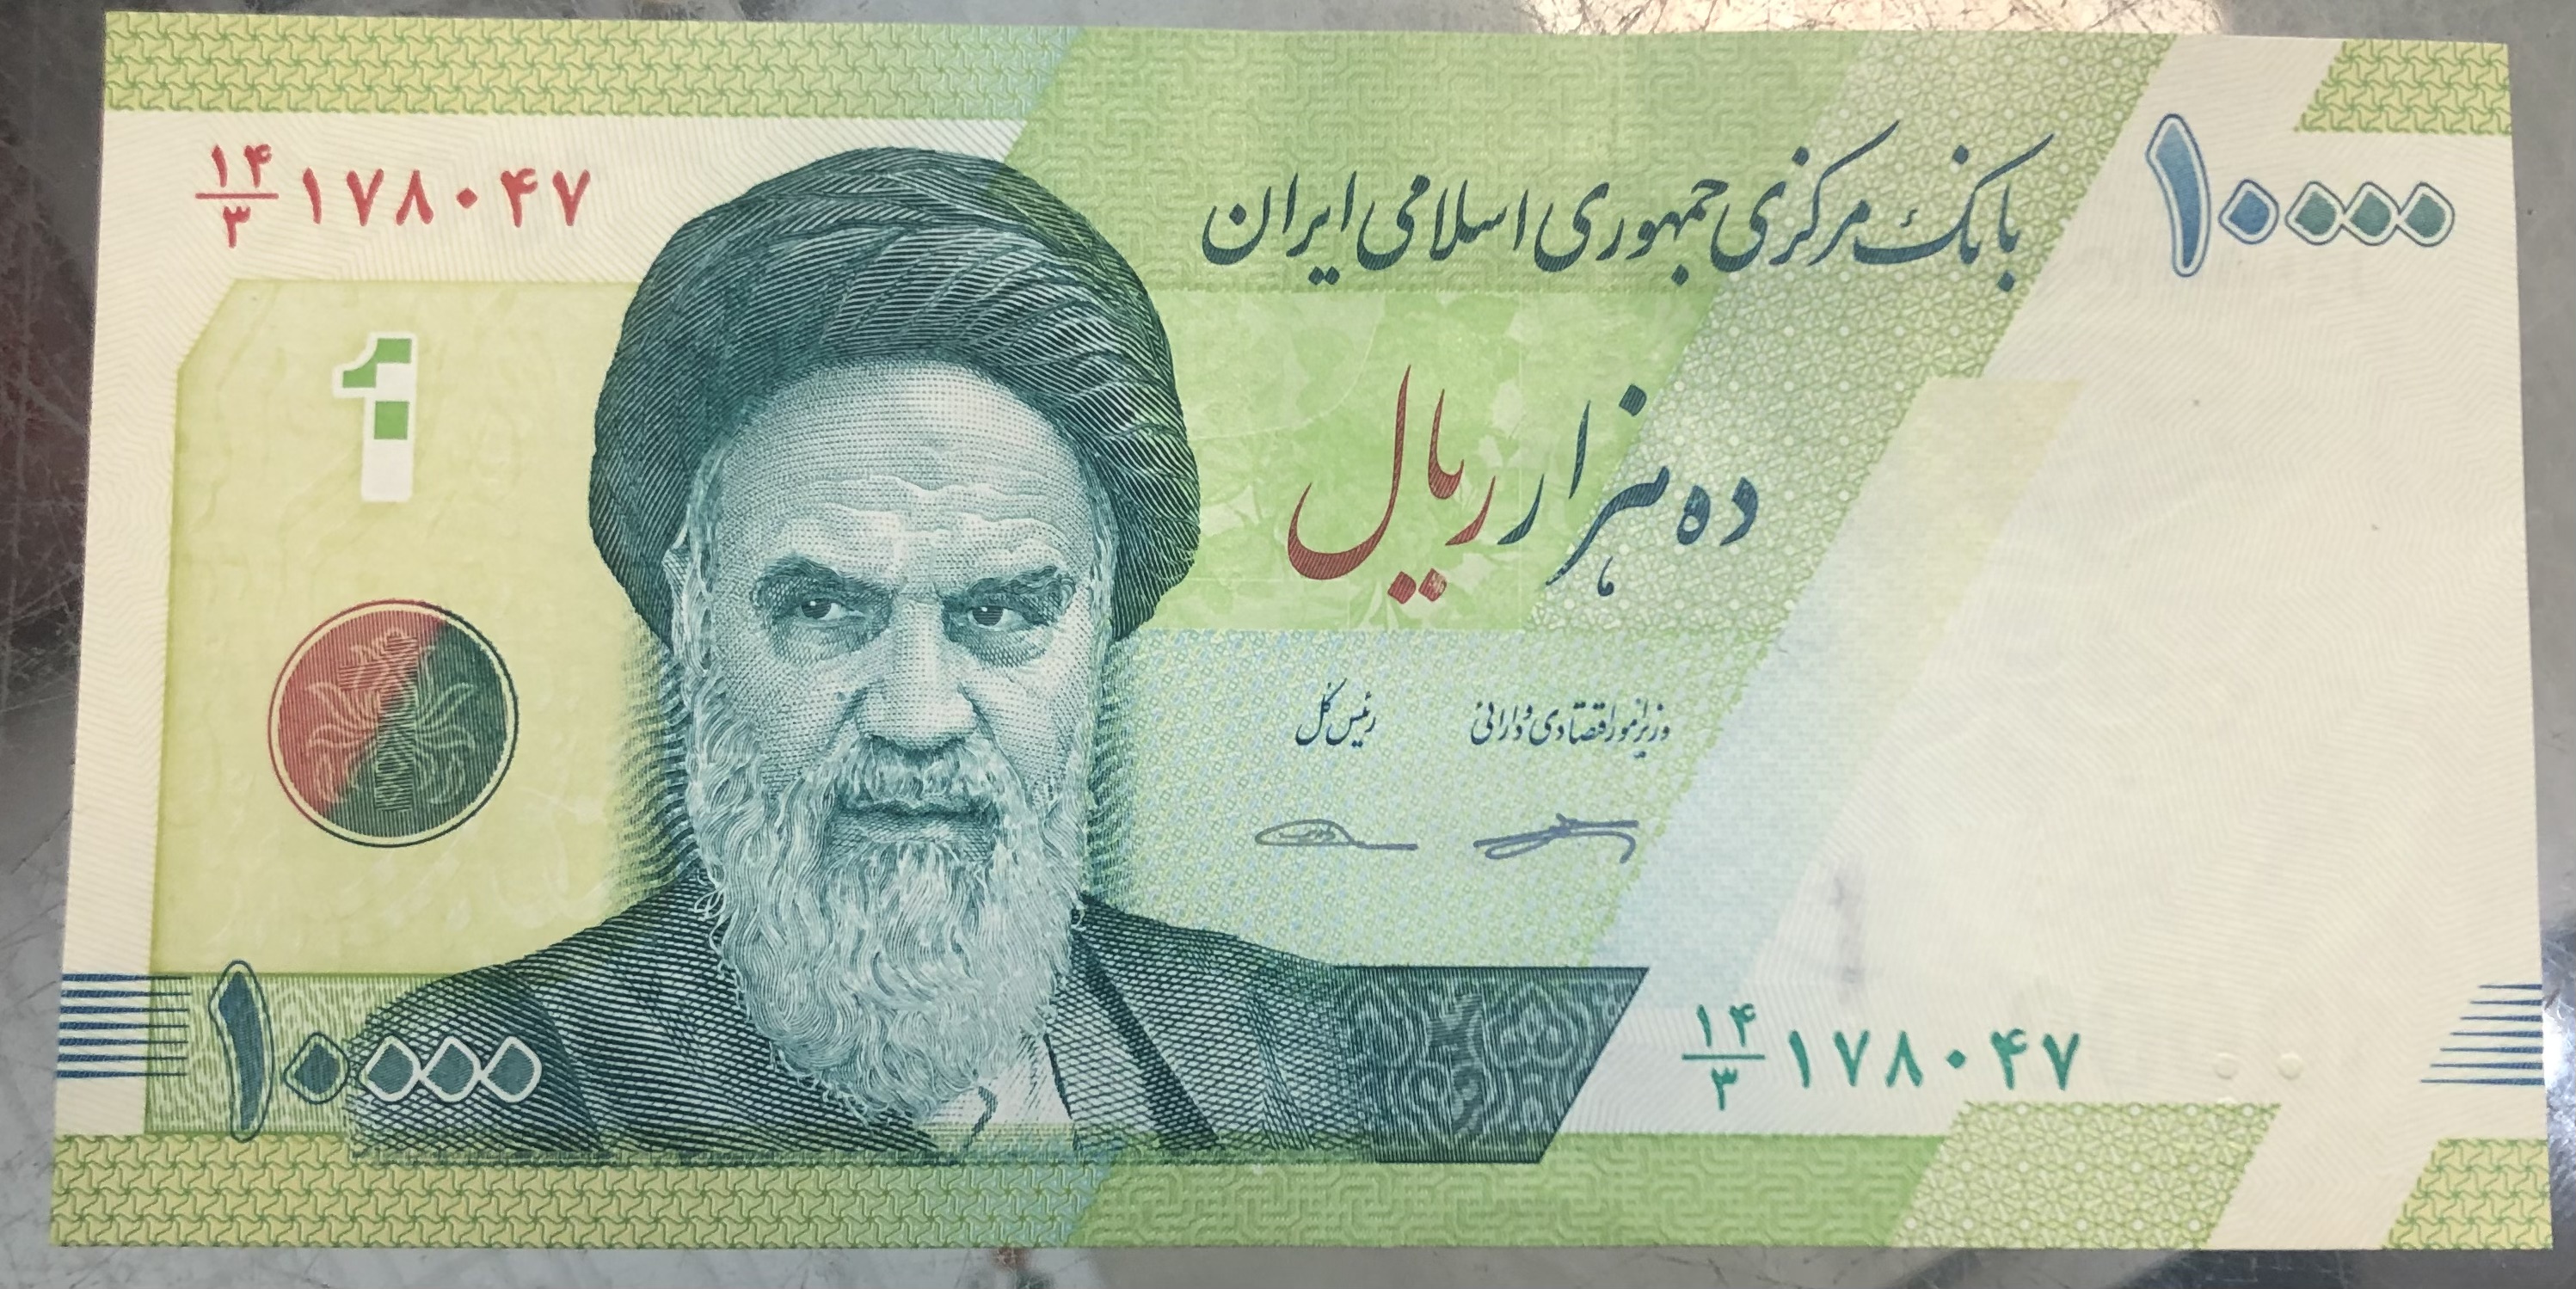 ۱۴/۳ ۱۷۸۰۴۷
بانک مرکزی جمهوری اسلامی ایران
۱۰۰۰۰
1
ده هزار ریال
وزیر امور اقتصادی و دارائی
رئیس کل
۱۰۰۰۰
۱۴/۳ ۱۷۸۰۴۷